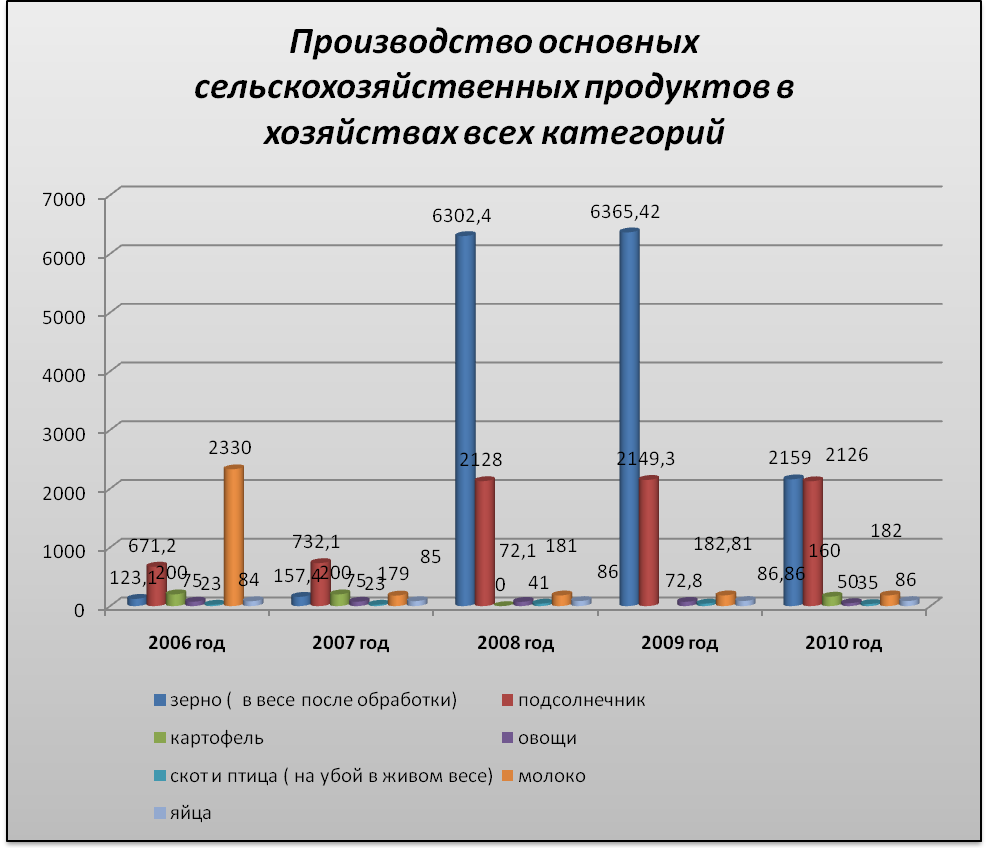 Производство основных
сельскохозяйственных продуктов в
хозяйствах всех категорий
7000
6000
5000
4000
3000
2000
1000
0
123,1 671,2 200 75 23 2330 84
157,4 732,1 200 75 23 179 85
6302,4 2128 0 72,1 41 181 86
6365,42 2149,3 72,8 182,81 86,86
2159 2126 160 50 35 182 86
2006 год 2007 год 2008 год 2009 год 2010 год
зерно ( в весе после обработки) подсолнечник
картофель овощи
скот и птица ( на убой в живом весе) молоко
яйца